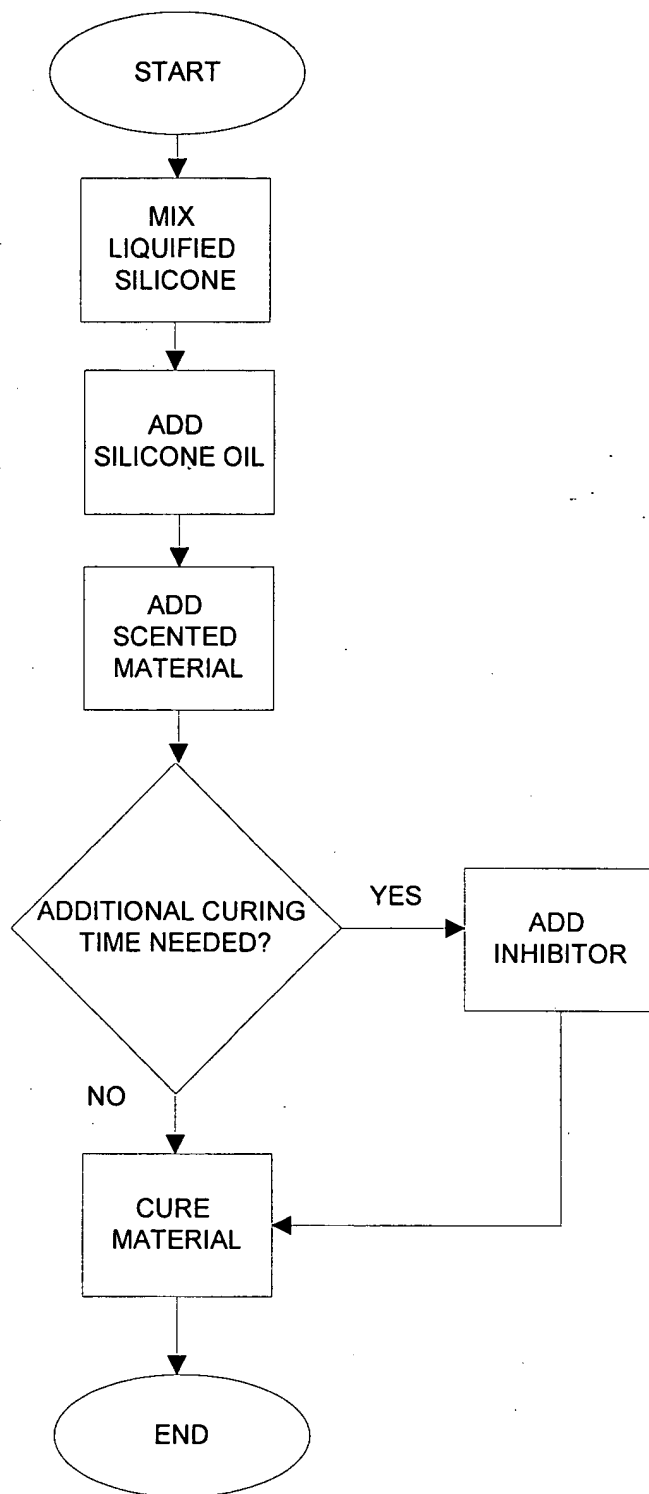 START
MIX
LIQUIFIED
SILICONE
ADD
SILICONE OIL
ADD
SCENTED
MATERIAL
ADDITIONAL CURING
TIME NEEDED?
YES
ADD
INHIBITOR
NO
CURE
MATERIAL
END